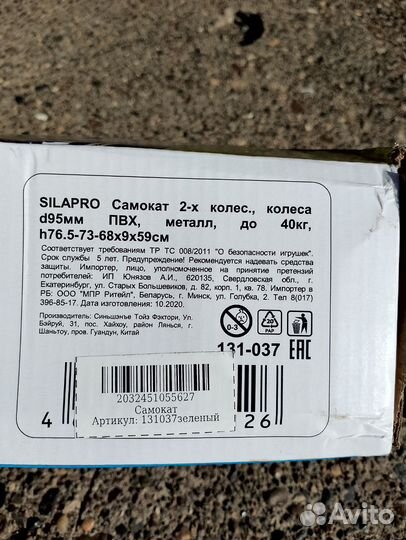 SILAPRO Самокат 2-х колес., колеса
d95мм ПВХ, металл, до 40кг,
h76.5-73-68х9х59см
Соответствует требованиям ТР ТС 008/2011 "О безопасности игрушек".
Срок службы 5 лет. Предупреждение! Рекомендуется надевать средства
защиты. Импортер, лицо, уполномоченное на принятие претензий
потребителей: ИП Юнязов А.И., 620135, Свердловская обл., г.
Екатеринбург, ул. Старых Большевиков, д. 82, корп. 1, кв. 78. Импортер в
РБ: ООО "МПР Ритейл", Беларусь, г. Минск, ул. Голубка, 2. Тел 8(017)
396-85-17. Дата изготовления: 10.2020.
Производитель: Синьшэнъе Тойз Фэктори, Ул.
Бэйруй, 31, пос. Хайхоу, район Лянься, г.
Шаньтоу, пров. Гуандун, Китай
0-3
20
PAP
131-037 EAC
2032451055627
Самокат
Артикул: 131037зеленый
4
26
Avito